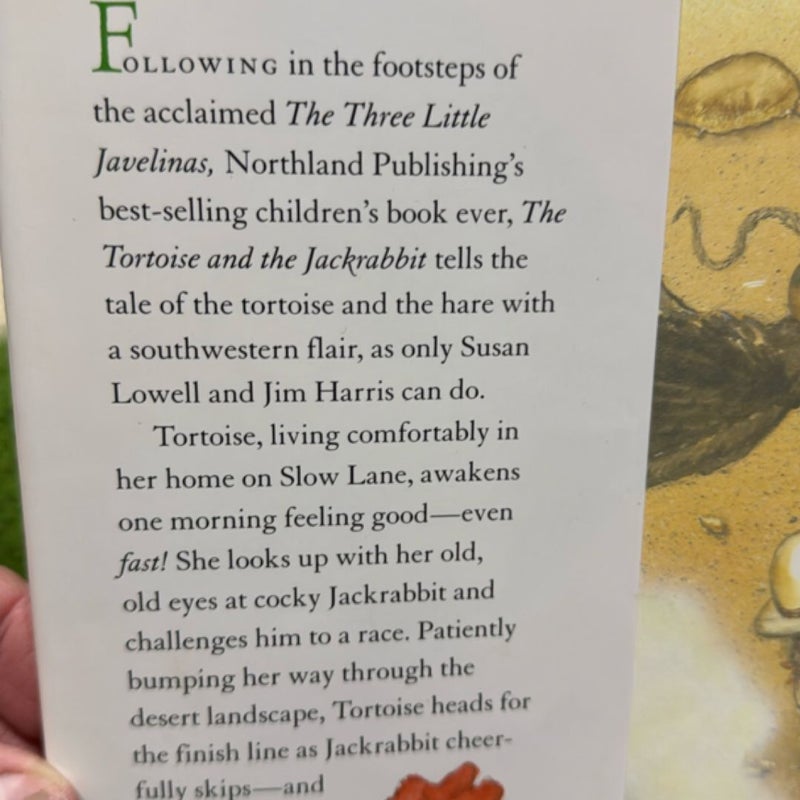 FOLLOWING in the footsteps of
the acclaimed The Three Little
Javelinas, Northland Publishing's
best-selling children's book ever, The
Tortoise and the Jackrabbit tells the
tale of the tortoise and the hare with
a southwestern flair, as only Susan
Lowell and Jim Harris can do.
Tortoise, living comfortably in
her home on Slow Lane, awakens
one morning feeling good—even
fast! She looks up with her old,
old eyes at cocky Jackrabbit and
challenges him to a race. Patiently
bumping her way through the
desert landscape, Tortoise heads for
the finish line as Jackrabbit cheer-
fully skips—and